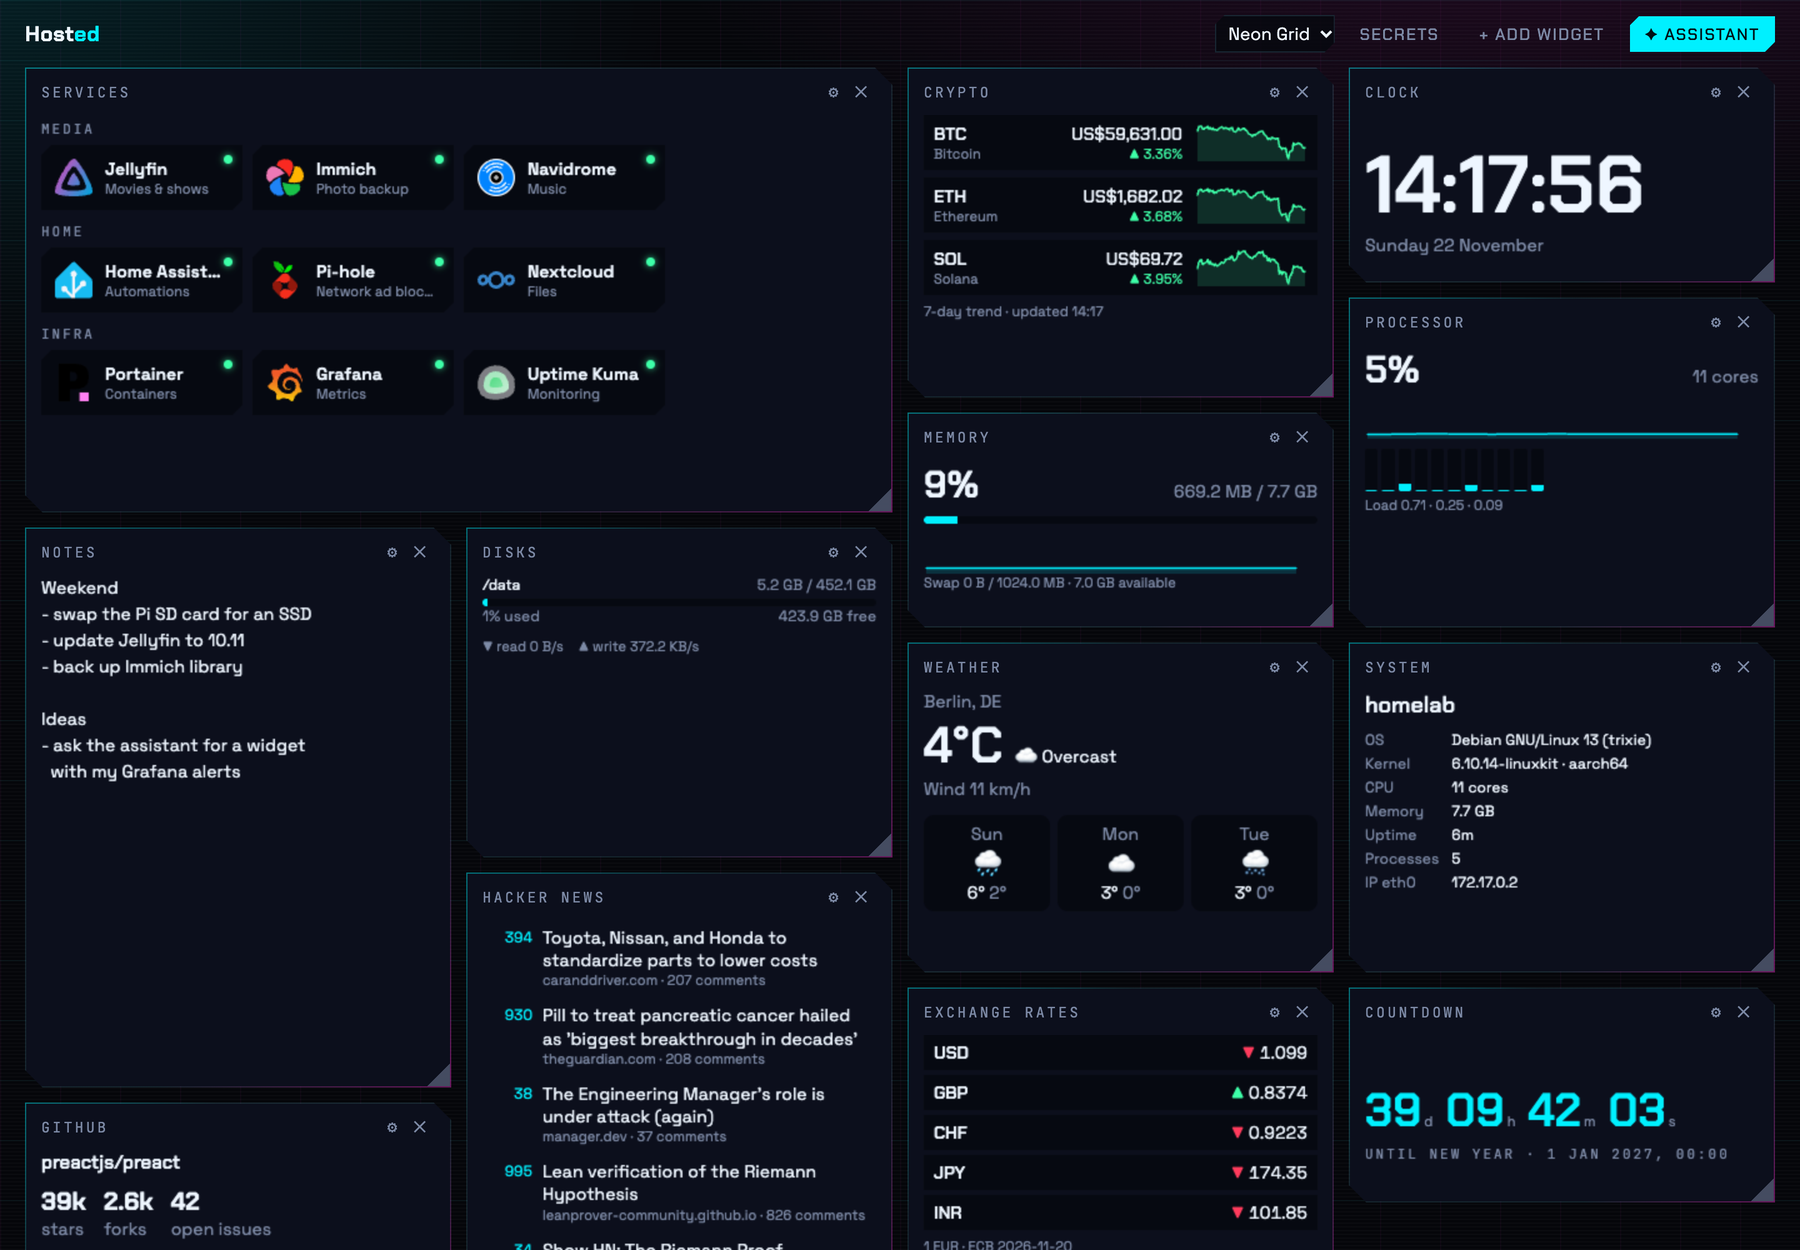 Hosted
Neon Grid
SECRETS
+ ADD WIDGET
✦ ASSISTANT
SERVICES
MEDIA
Jellyfin
Movies & shows
Immich
Photo backup
Navidrome
Music
HOME
Home Assist...
Automations
Pi-hole
Network ad bloc...
Nextcloud
Files
INFRA
Portainer
Containers
Grafana
Metrics
Uptime Kuma
Monitoring
CRYPTO
BTC US$59,631.00
Bitcoin ▲ 3.36%
ETH US$1,682.02
Ethereum ▲ 3.68%
SOL US$69.72
Solana ▲ 3.95%
7-day trend · updated 14:17
CLOCK
14:17:56
Sunday 22 November
PROCESSOR
5% 11 cores
Load 0.71 · 0.25 · 0.09
MEMORY
9% 669.2 MB / 7.7 GB
Swap 0 B / 1024.0 MB · 7.0 GB available
NOTES
Weekend
- swap the Pi SD card for an SSD
- update Jellyfin to 10.11
- back up Immich library
Ideas
- ask the assistant for a widget
with my Grafana alerts
DISKS
/data 5.2 GB / 452.1 GB
1% used 423.9 GB free
▼ read 0 B/s ▲ write 372.2 KB/s
WEATHER
Berlin, DE
4°C Overcast
Wind 11 km/h
Sun Mon Tue
6° 2° 3° 0° 3° 0°
SYSTEM
homelab
OS Debian GNU/Linux 13 (trixie)
Kernel 6.10.14-linuxkit · aarch64
CPU 11 cores
Memory 7.7 GB
Uptime 6m
Processes 5
IP eth0 172.17.0.2
HACKER NEWS
394 Toyota, Nissan, and Honda to
standardize parts to lower costs
caranddriver.com · 207 comments
930 Pill to treat pancreatic cancer hailed
as 'biggest breakthrough in decades'
theguardian.com · 208 comments
38 The Engineering Manager's role is
under attack (again)
manager.dev · 37 comments
995 Lean verification of the Riemann
Hypothesis
leanprover-community.github.io · 826 comments
34 Show HN: The Riemann Proof
EXCHANGE RATES
USD ▼ 1.099
GBP ▲ 0.8374
CHF ▼ 0.9223
JPY ▼ 174.35
INR ▼ 101.85
1 EUR · ECB 2026-11-20
COUNTDOWN
39d 09h 42m 03s
UNTIL NEW YEAR · 1 JAN 2027, 00:00
GITHUB
preactjs/preact
39k 2.6k 42
stars forks open issues